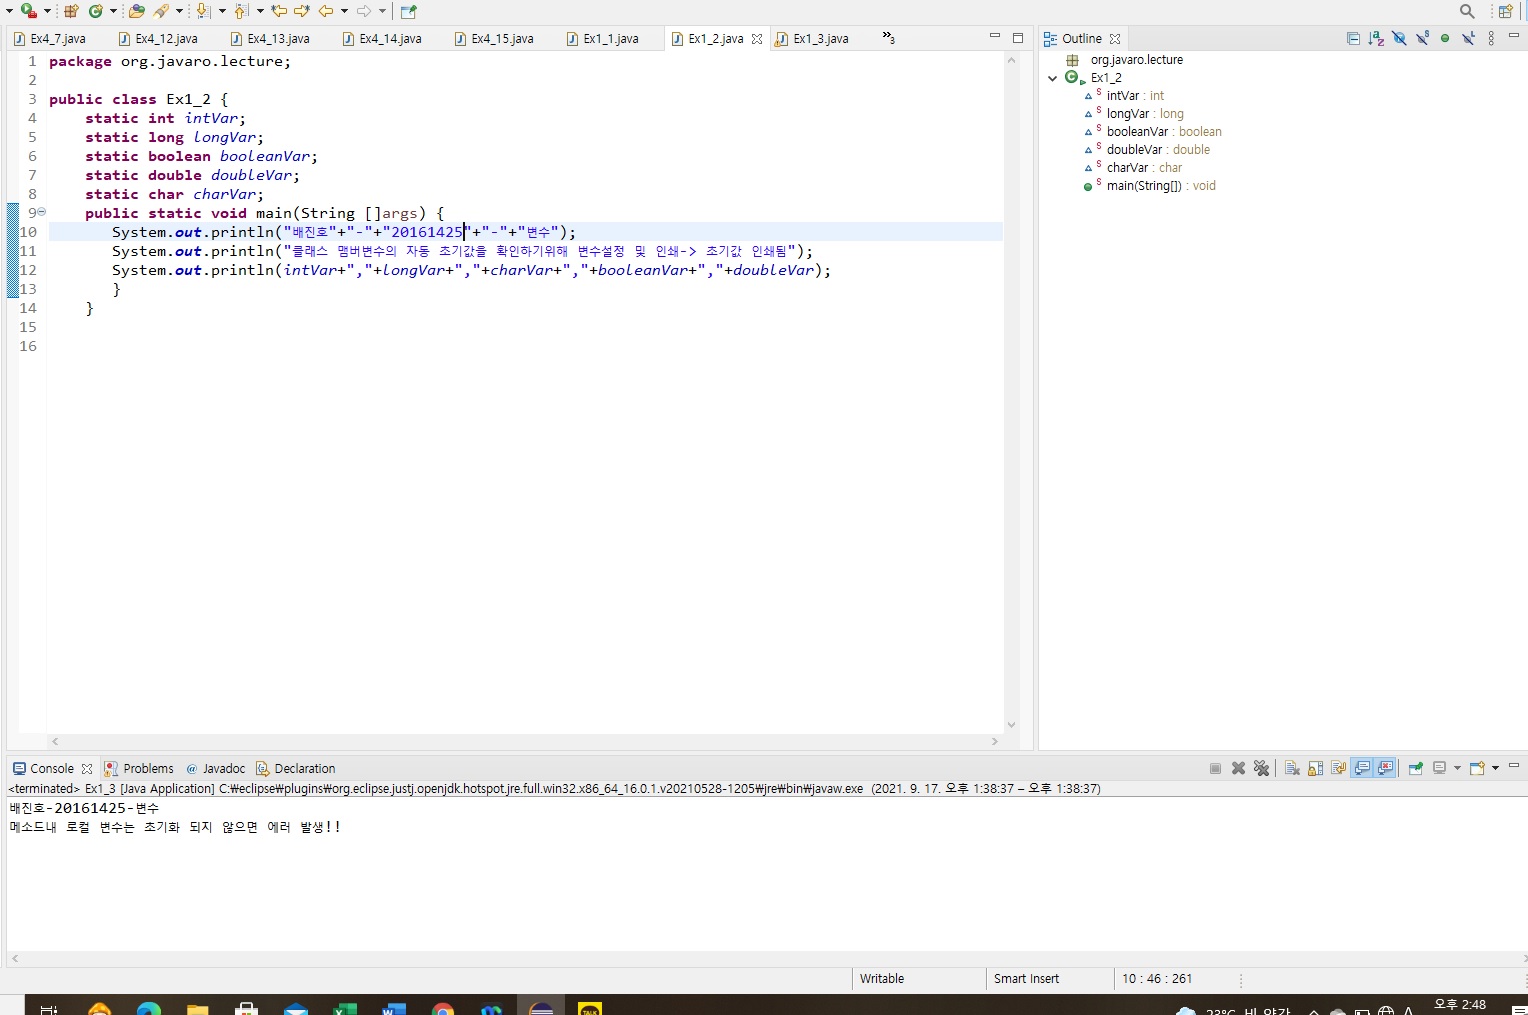 Ex4_7.java Ex4_12.java Ex4_13.java Ex4_14.java Ex4_15.java Ex1_1.java Ex1_2.java Ex1_3.java »3
1 package org.javaro.lecture;
2
3 public class Ex1_2 {
4 static int intVar;
5 static long longVar;
6 static boolean booleanVar;
7 static double doubleVar;
8 static char charVar;
9 public static void main(String []args) {
10 System.out.println("배진호"+"-"+"20161425"+"-"+"변수");
11 System.out.println("클래스 맴버변수의 자동 초기값을 확인하기위해 변수설정 및 인쇄-> 초기값 인쇄됨");
12 System.out.println(intVar+","+longVar+","+charVar+","+booleanVar+","+doubleVar);
13 }
14 }
15
16
Outline
org.javaro.lecture
Ex1_2
intVar : int
longVar : long
booleanVar : boolean
doubleVar : double
charVar : char
main(String[]) : void
Console Problems @ Javadoc Declaration
<terminated> Ex1_3 [Java Application] C:₩eclipse₩plugins₩org.eclipse.justj.openjdk.hotspot.jre.full.win32.x86_64_16.0.1.v20210528-1205₩jre₩bin₩javaw.exe (2021. 9. 17. 오후 1:38:37 – 오후 1:38:37)
배진호-20161425-변수
메소드내 로컬 변수는 초기화 되지 않으면 에러 발생!!
Writable Smart Insert 10 : 46 : 261
TALK 23°C 비 약간 A 오후 2:48